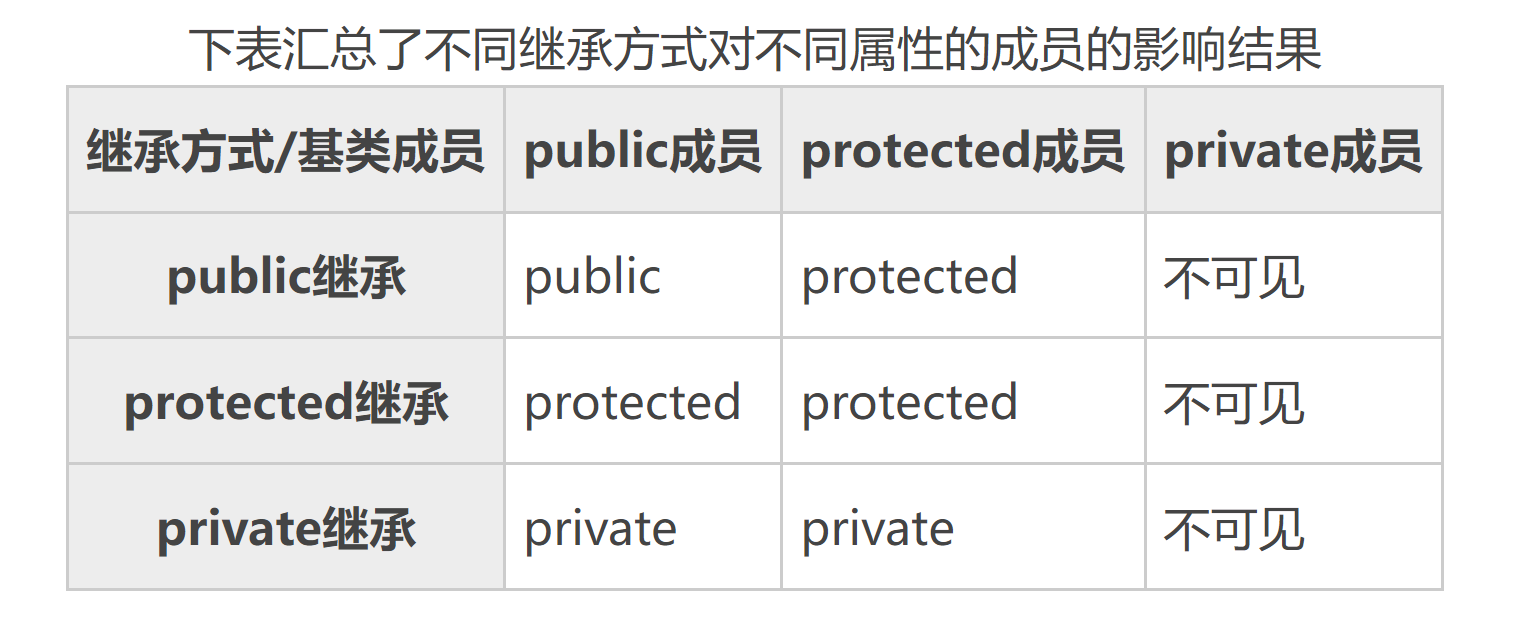 下表汇总了不同继承方式对不同属性的成员的影响结果
继承方式/基类成员 public成员 protected成员 private成员
public继承 public protected 不可见
protected继承 protected protected 不可见
private继承 private private 不可见